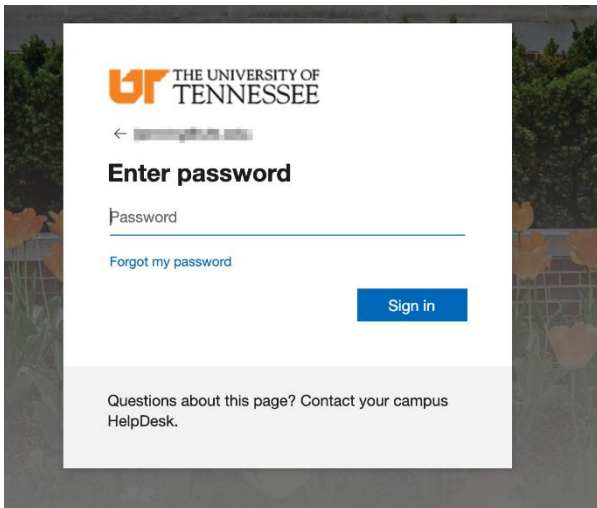 UT THE UNIVERSITY OF
TENNESSEE
Enter password
Password
Forgot my password
Sign in
Questions about this page? Contact your campus
HelpDesk.